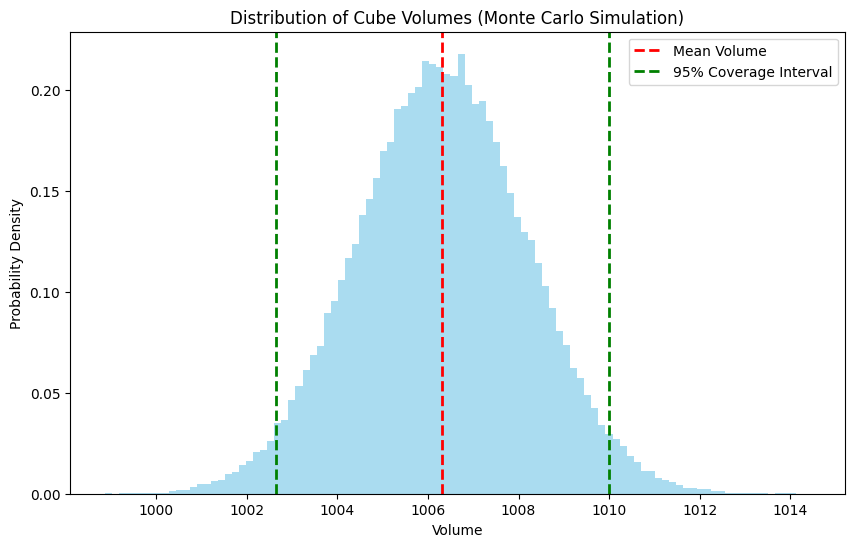 Distribution of Cube Volumes (Monte Carlo Simulation)
Mean Volume
95% Coverage Interval
Probability Density
0.20
0.15
0.10
0.05
0.00
1000 1002 1004 1006 1008 1010 1012 1014
Volume